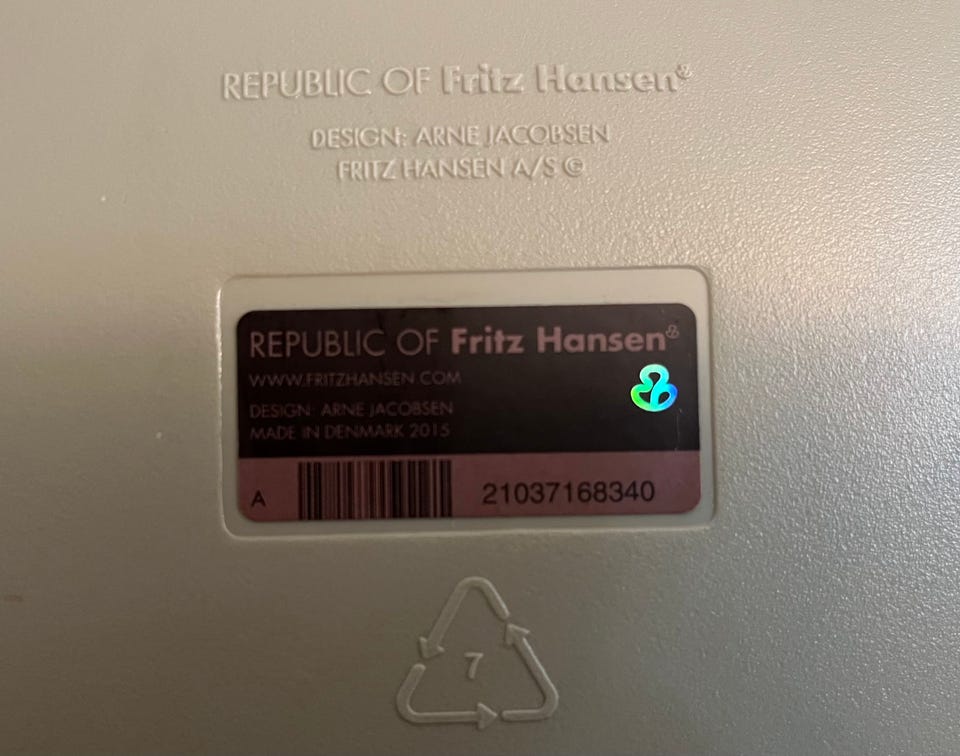 REPUBLIC OF Fritz Hansen®
DESIGN: ARNE JACOBSEN
FRITZ HANSEN A/S ©
REPUBLIC OF Fritz Hansen®
WWW.FRITZHANSEN.COM
DESIGN: ARNE JACOBSEN
MADE IN DENMARK 2015
A 21037168340
7